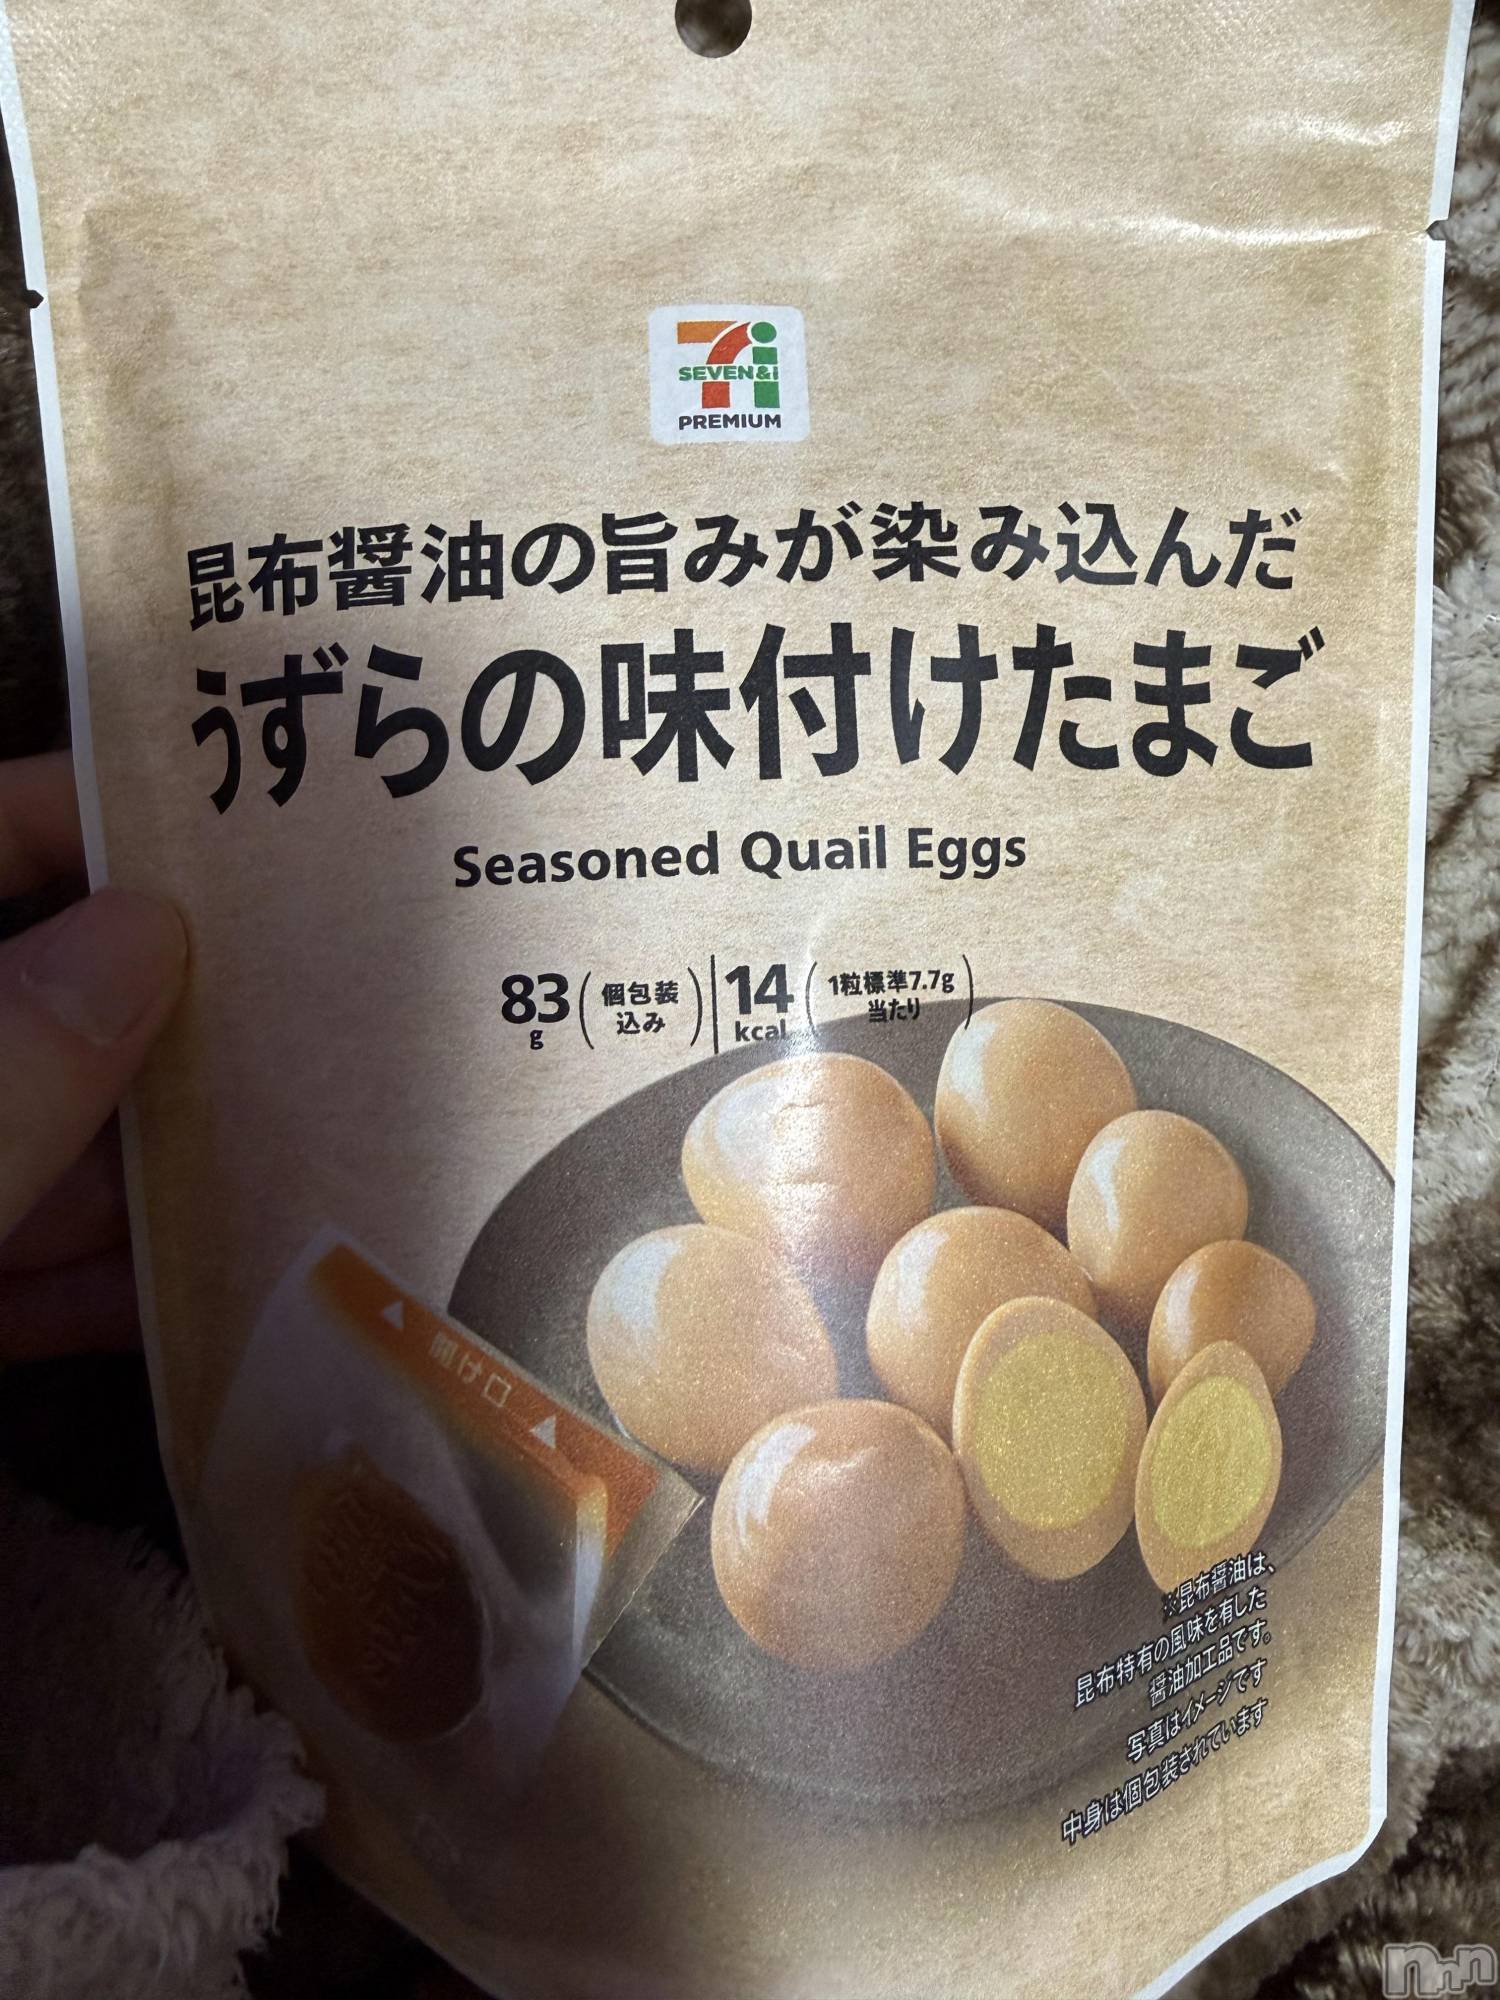 SEVEN&i
PREMIUM
昆布醤油の旨みが染み込んだ
うずらの味付けたまご
Seasoned Quail Eggs
83g(個包装込み) 14kcal(1粒標準7.7g当たり)
開け口
※昆布醤油は、
昆布特有の風味を有した
醤油加工品です。
写真はイメージです
中身は個包装されています
nnn